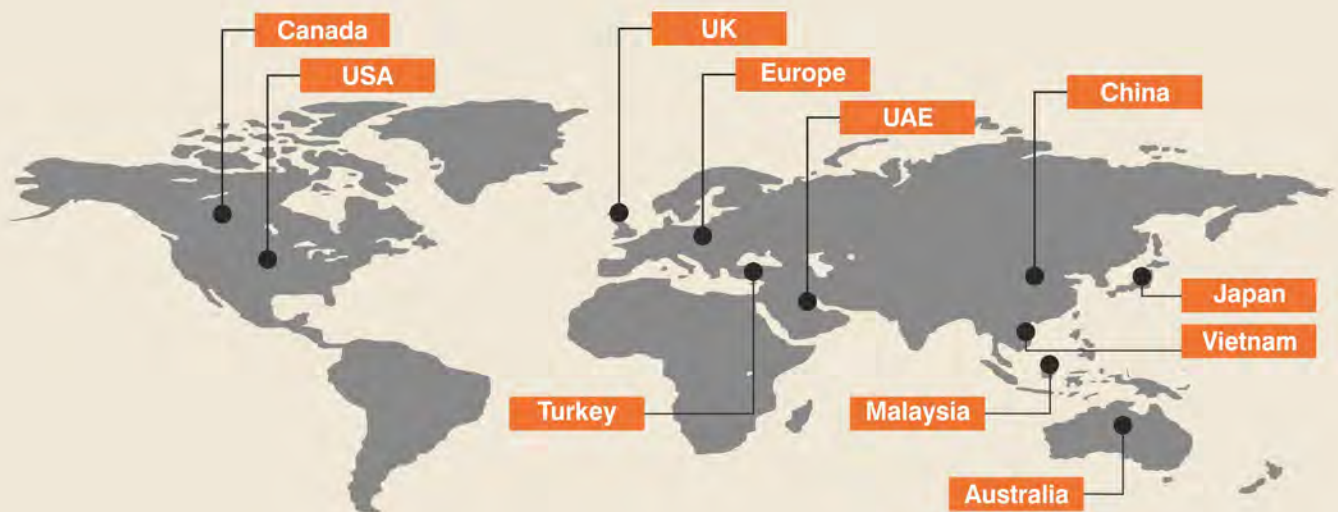 Canada
UK
USA
Europe
China
UAE
Japan
Vietnam
Turkey
Malaysia
Australia